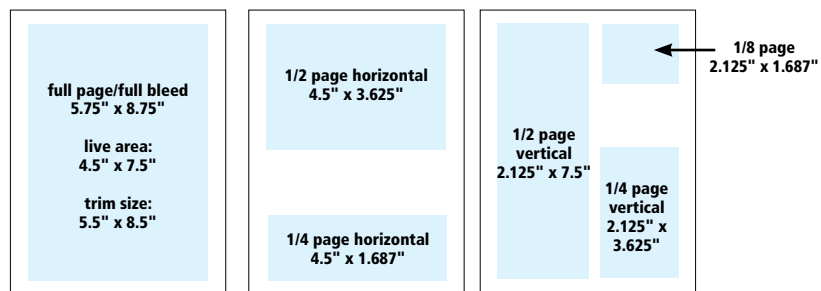 full page/full bleed
5.75" x 8.75"
live area:
4.5" x 7.5"
trim size:
5.5" x 8.5"
1/2 page horizontal
4.5" x 3.625"
1/4 page horizontal
4.5" x 1.687"
1/2 page
vertical
2.125" x 7.5"
1/8 page
2.125" x 1.687"
1/4 page
vertical
2.125" x
3.625"